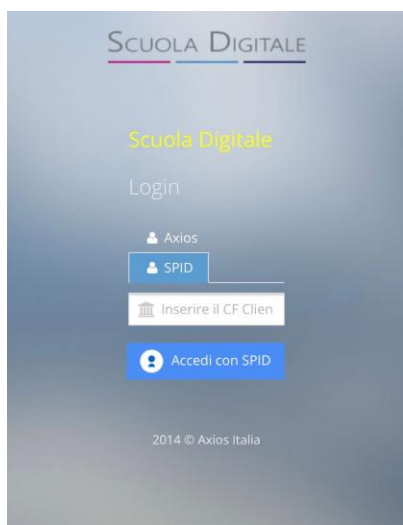 SCUOLA DIGITALE
Scuola Digitale
Login
Axios
SPID
Inserire il CF Clien
Accedi con SPID
2014 © Axios Italia